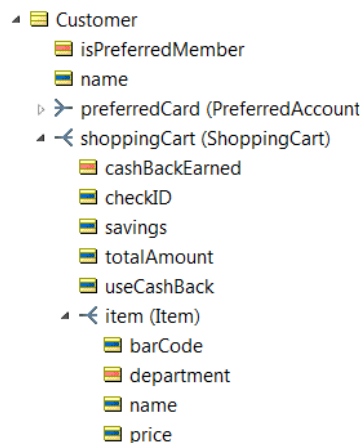 Customer
isPreferredMember
name
preferredCard (PreferredAccount
shoppingCart (ShoppingCart)
cashBackEarned
checkID
savings
totalAmount
useCashBack
item (Item)
barCode
department
name
price